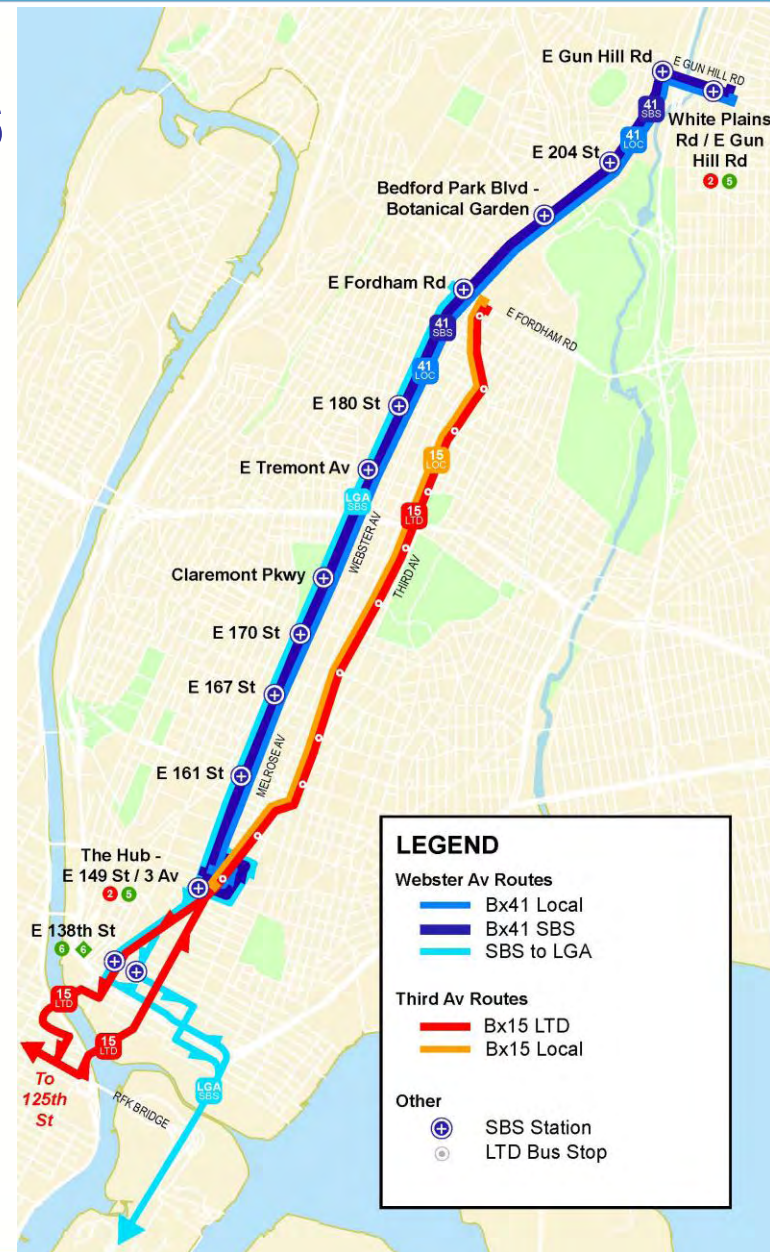 S
E Gun Hill Rd
E GUN HILL RD
41
SBS
White Plains
Rd / E Gun
Hill Rd
2 5
41
LOC
E 204 St
Bedford Park Blvd -
Botanical Garden
E Fordham Rd
E FORDHAM RD
41
SBS
41
LOC
E 180 St
15
LOC
E Tremont Av
LGA
SBS
WEBSTER AV
15
LTD
THIRD AV
Claremont Pkwy
E 170 St
E 167 St
MELROSE AV
E 161 St
The Hub -
E 149 St / 3 Av
2 5
E 138th St
6 6
15
LTD
15
LTD
To
125th
St
RFK BRIDGE
LGA
SBS
LEGEND
Webster Av Routes
Bx41 Local
Bx41 SBS
SBS to LGA
Third Av Routes
Bx15 LTD
Bx15 Local
Other
SBS Station
LTD Bus Stop